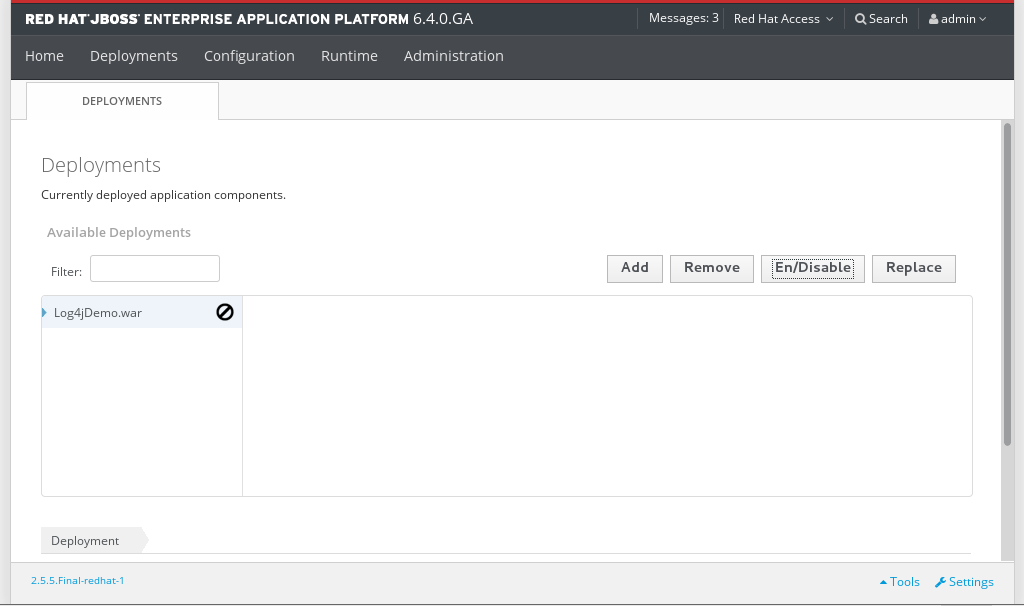 RED HAT JBOSS ENTERPRISE APPLICATION PLATFORM 6.4.0.GA
Messages: 3
Red Hat Access
Search
admin
Home
Deployments
Configuration
Runtime
Administration
DEPLOYMENTS
Deployments
Currently deployed application components.
Available Deployments
Filter:
Add
Remove
En/Disable
Replace
Log4jDemo.war
Deployment
2.5.5.Final-redhat-1
Tools
Settings